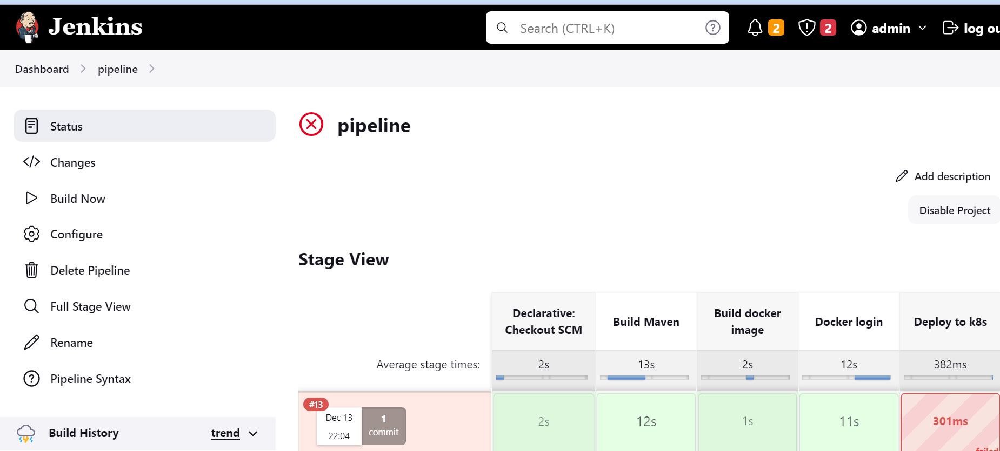 Jenkins
Search (CTRL+K)
2
2
admin
log ou
Dashboard
pipeline
Status
Changes
Build Now
Configure
Delete Pipeline
Full Stage View
Rename
Pipeline Syntax
Build History
trend
pipeline
Add description
Disable Project
Stage View
Declarative:
Checkout SCM
Build Maven
Build docker
image
Docker login
Deploy to k8s
Average stage times:
2s
13s
2s
12s
382ms
#13
Dec 13
22:04
1
commit
2s
12s
1s
11s
301ms
failed